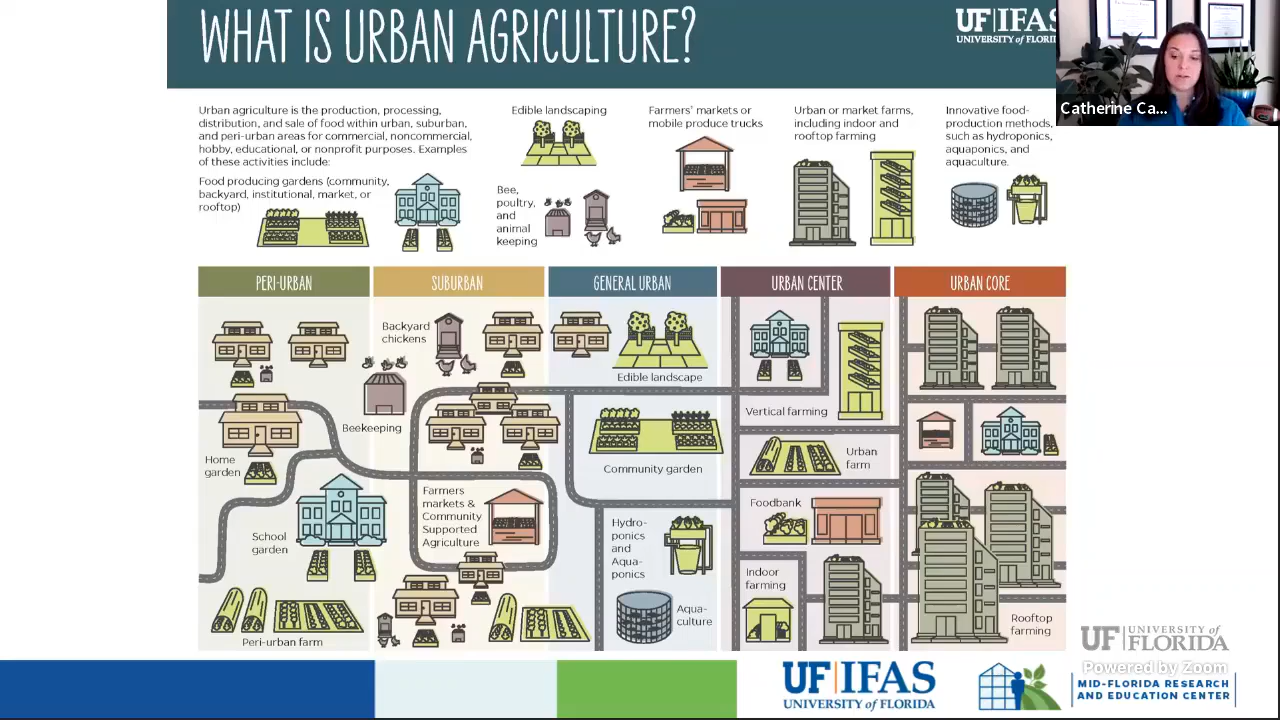 WHAT IS URBAN AGRICULTURE?
UF|IFAS
UNIVERSITY of FLORI
Catherine Ca...
Urban agriculture is the production, processing,
distribution, and sale of food within urban, suburban,
and peri-urban areas for commercial, noncommercial,
hobby, educational, or nonprofit purposes. Examples
of these activities include:
Food producing gardens (community,
backyard, institutional, market, or
rooftop)
Edible landscaping
Bee,
poultry,
and
animal
keeping
Farmers' markets or
mobile produce trucks
Urban or market farms,
including indoor and
rooftop farming
Innovative food-
production methods,
such as hydroponics,
aquaponics, and
aquaculture.
PERI-URBAN
SUBURBAN
GENERAL URBAN
URBAN CENTER
URBAN CORE
Home
garden
School
garden
Peri-urban farm
Backyard
chickens
Beekeeping
Farmers
markets &
Community
Supported
Agriculture
Edible landscape
Community garden
Hydro-
ponics
and
Aqua-
ponics
Aqua-
culture
Vertical farming
Urban
farm
Foodbank
Indoor
farming
Rooftop
farming
UF | UNIVERSITY of
FLORIDA
Powered by Zoom
UF|IFAS
UNIVERSITY of FLORIDA
MID-FLORIDA RESEARCH
AND EDUCATION CENTER